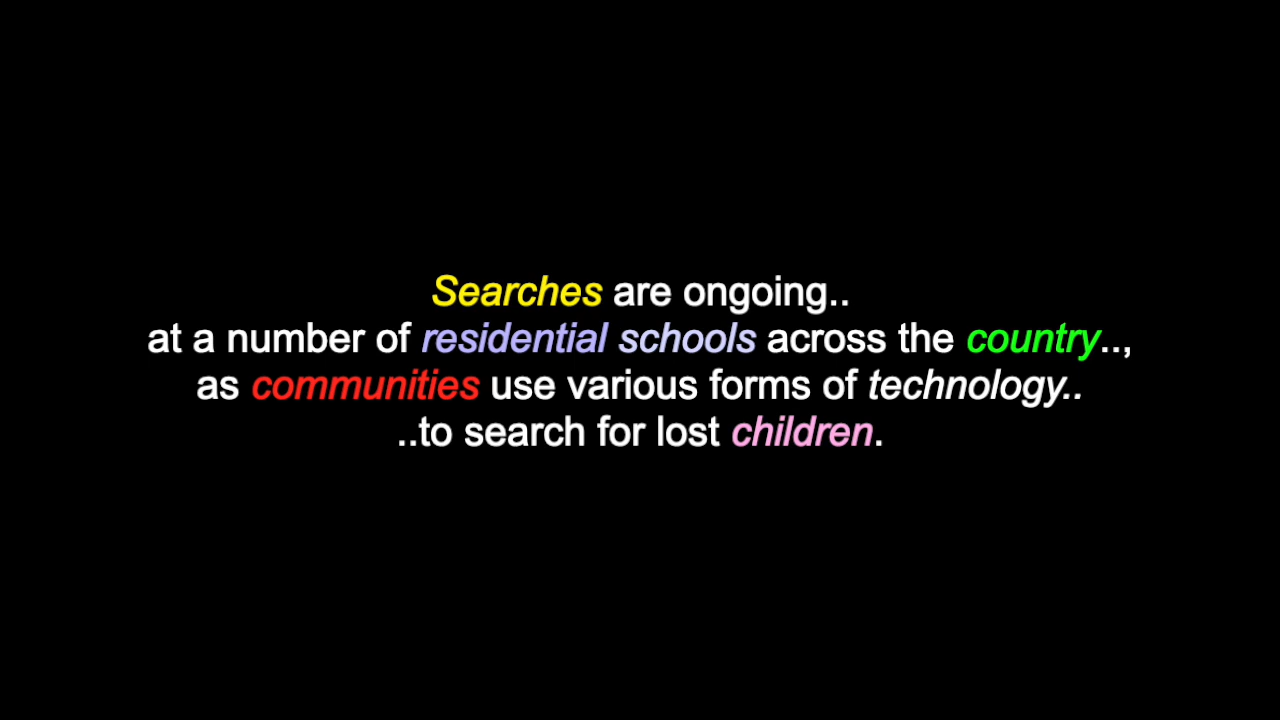 Searches are ongoing..
at a number of residential schools across the country..,
as communities use various forms of technology..
..to search for lost children.